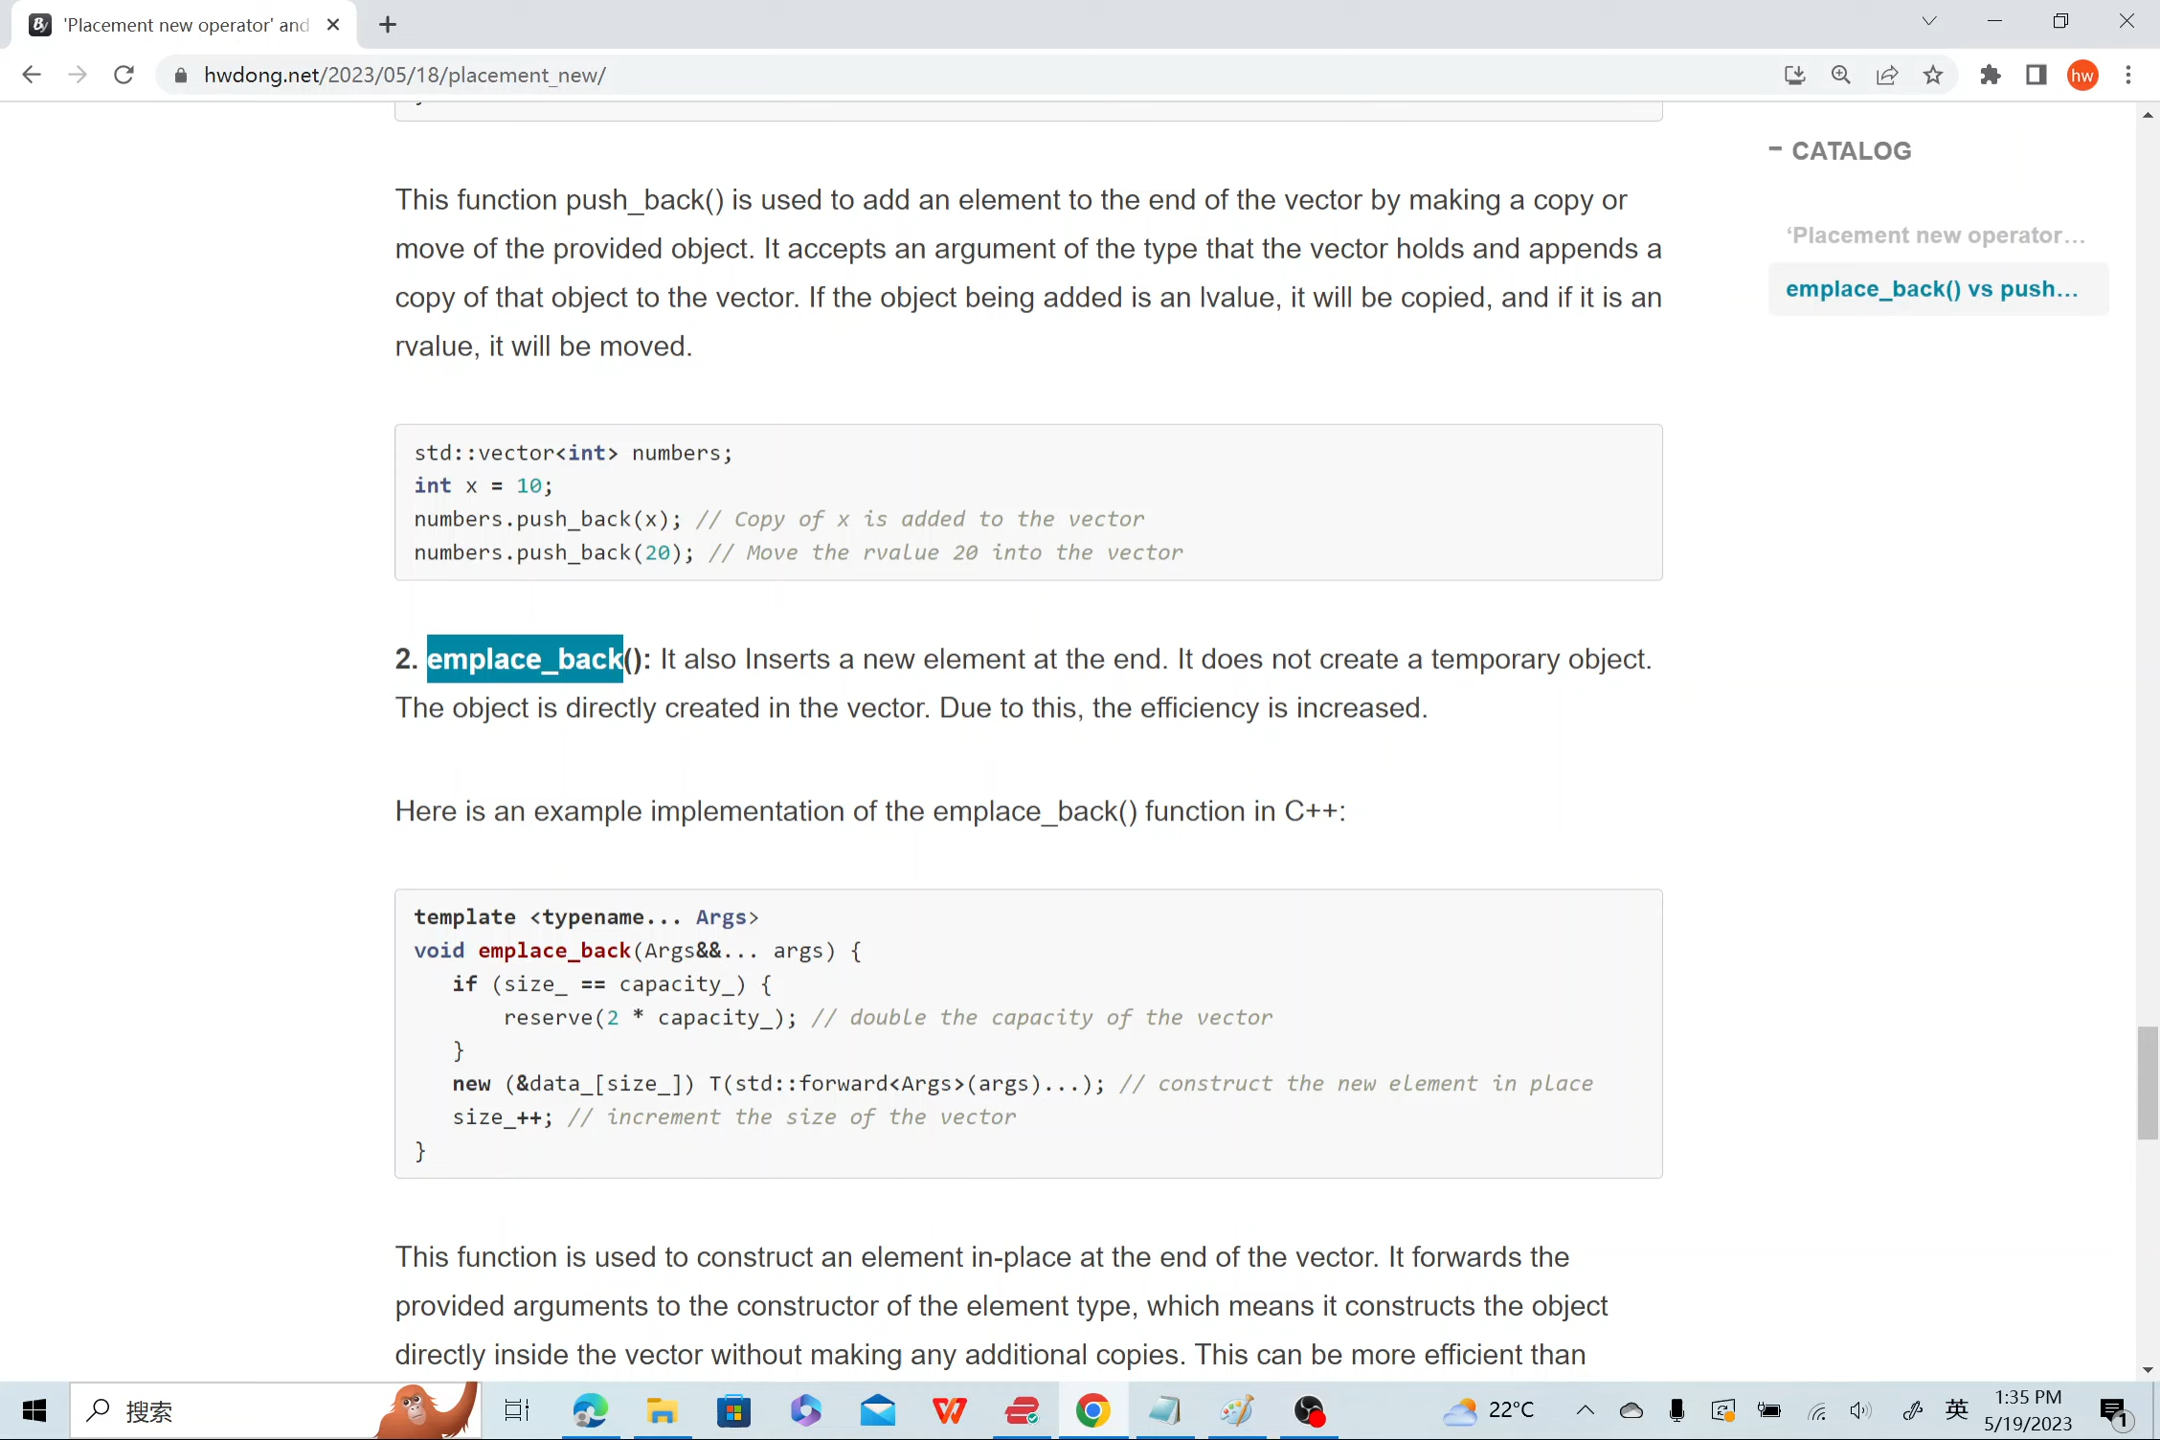 'Placement new operator' and
hwdong.net/2023/05/18/placement_new/
hw
CATALOG
'Placement new operator...
emplace_back() vs push...
This function push_back() is used to add an element to the end of the vector by making a copy or
move of the provided object. It accepts an argument of the type that the vector holds and appends a
copy of that object to the vector. If the object being added is an lvalue, it will be copied, and if it is an
rvalue, it will be moved.
std::vector<int> numbers;
int x = 10;
numbers.push_back(x); // Copy of x is added to the vector
numbers.push_back(20); // Move the rvalue 20 into the vector
2. emplace_back(): It also Inserts a new element at the end. It does not create a temporary object.
The object is directly created in the vector. Due to this, the efficiency is increased.
Here is an example implementation of the emplace_back() function in C++:
template <typename... Args>
void emplace_back(Args&&... args) {
if (size_ == capacity_) {
reserve(2 * capacity_); // double the capacity of the vector
}
new (&data_[size_]) T(std::forward<Args>(args)...); // construct the new element in place
size_++; // increment the size of the vector
}
This function is used to construct an element in-place at the end of the vector. It forwards the
provided arguments to the constructor of the element type, which means it constructs the object
directly inside the vector without making any additional copies. This can be more efficient than
搜索
22°C
英
1:35 PM
5/19/2023
1